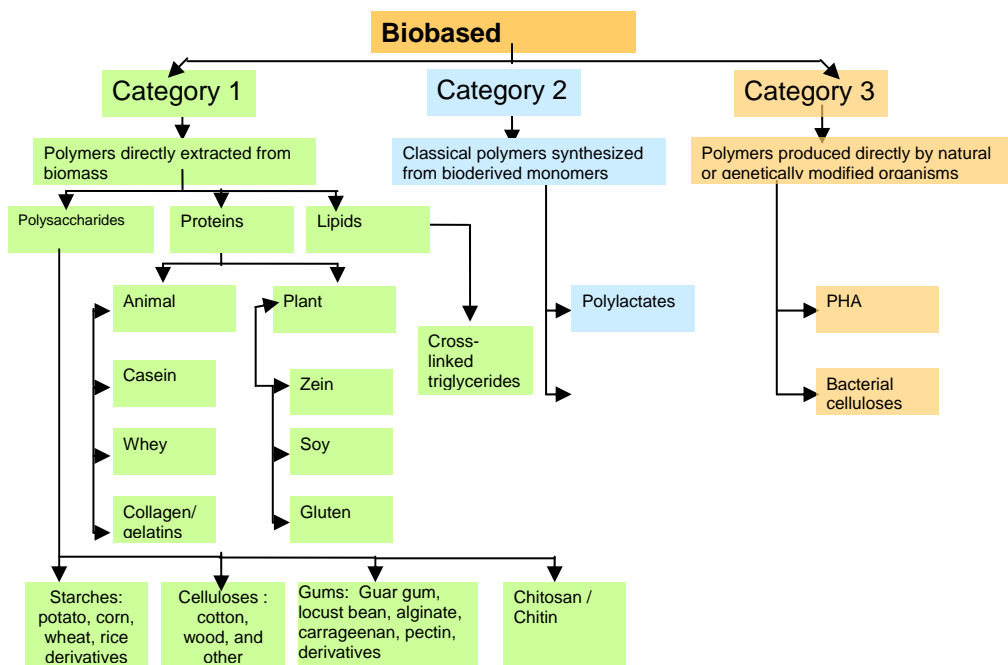 Biobased
Category 1
Category 2
Category 3
Polymers directly extracted from
biomass
Classical polymers synthesized
from bioderived monomers
Polymers produced directly by natural
or genetically modified organisms
Polysaccharides
Proteins
Lipids
Animal
Plant
Polylactates
PHA
Cross-
linked
triglycerides
Casein
Zein
Bacterial
celluloses
Whey
Soy
Collagen/
gelatins
Gluten
Starches:
potato, corn,
wheat, rice
derivatives
Celluloses :
cotton,
wood, and
other
Gums: Guar gum,
locust bean, alginate,
carrageenan, pectin,
derivatives
Chitosan /
Chitin